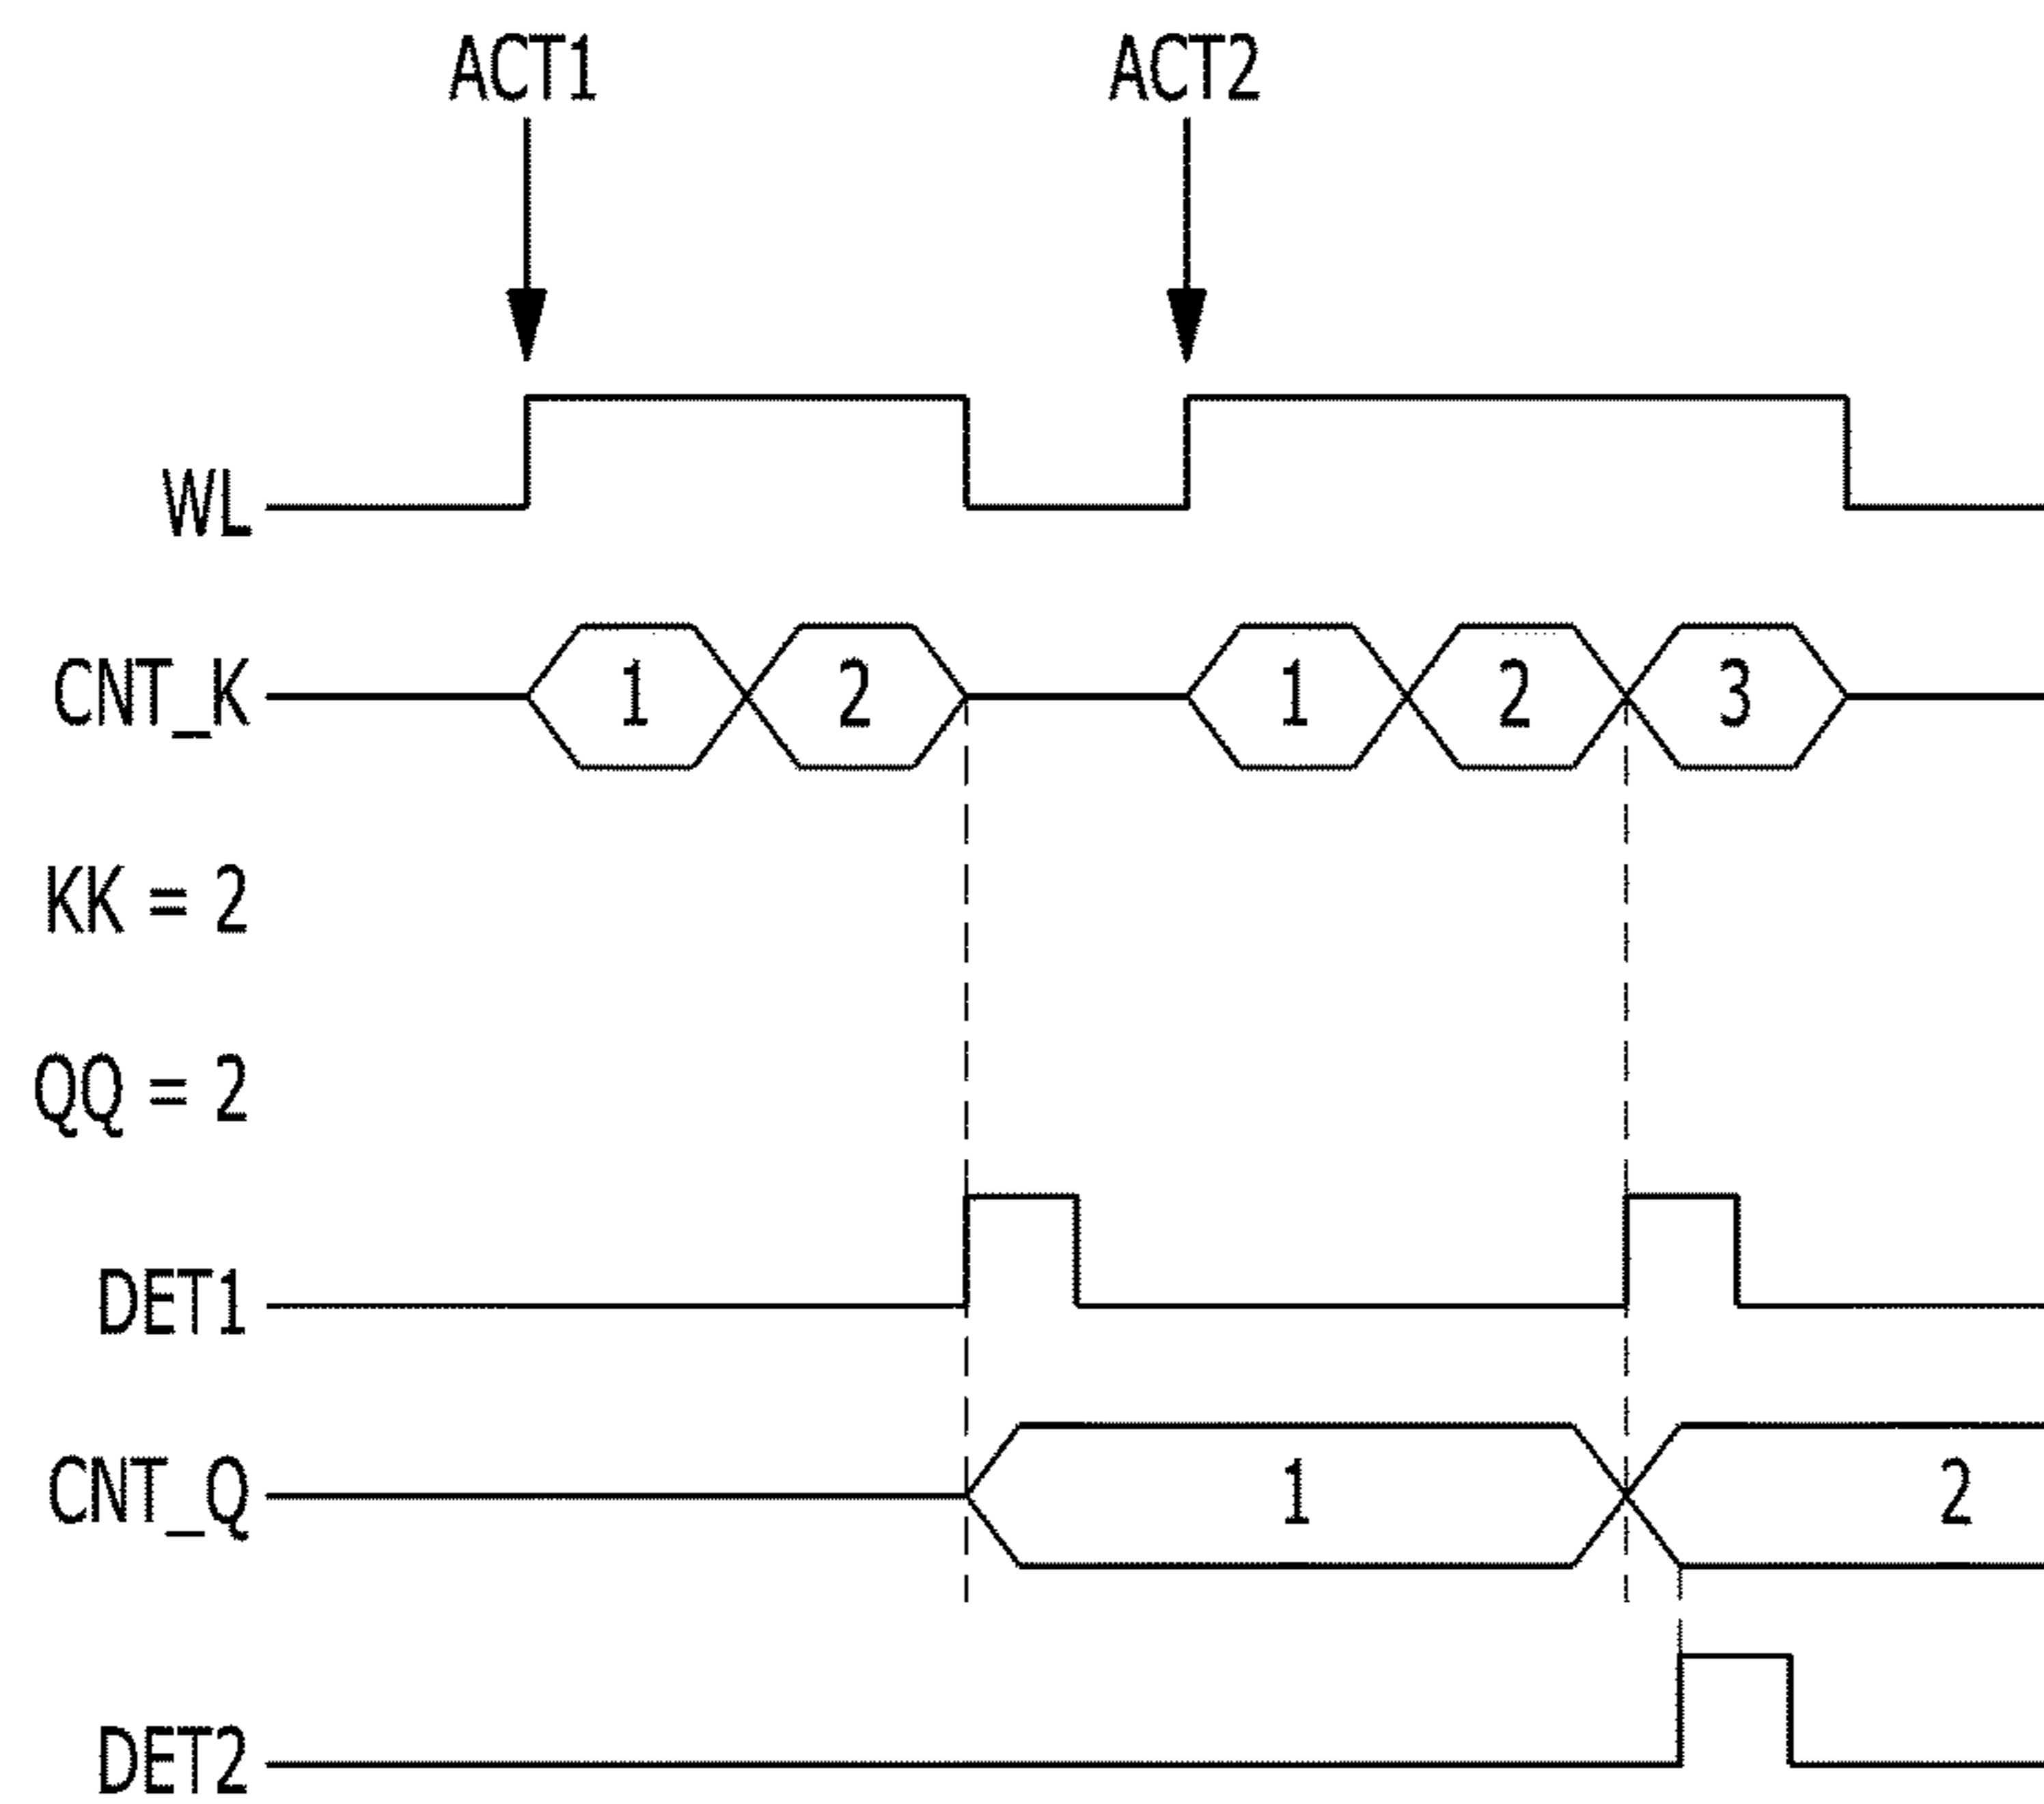 ACT1 ACT2
WL
CNT_K 1 2 1 2 3
KK = 2
QQ = 2
DET1
CNT_Q 1 2
DET2